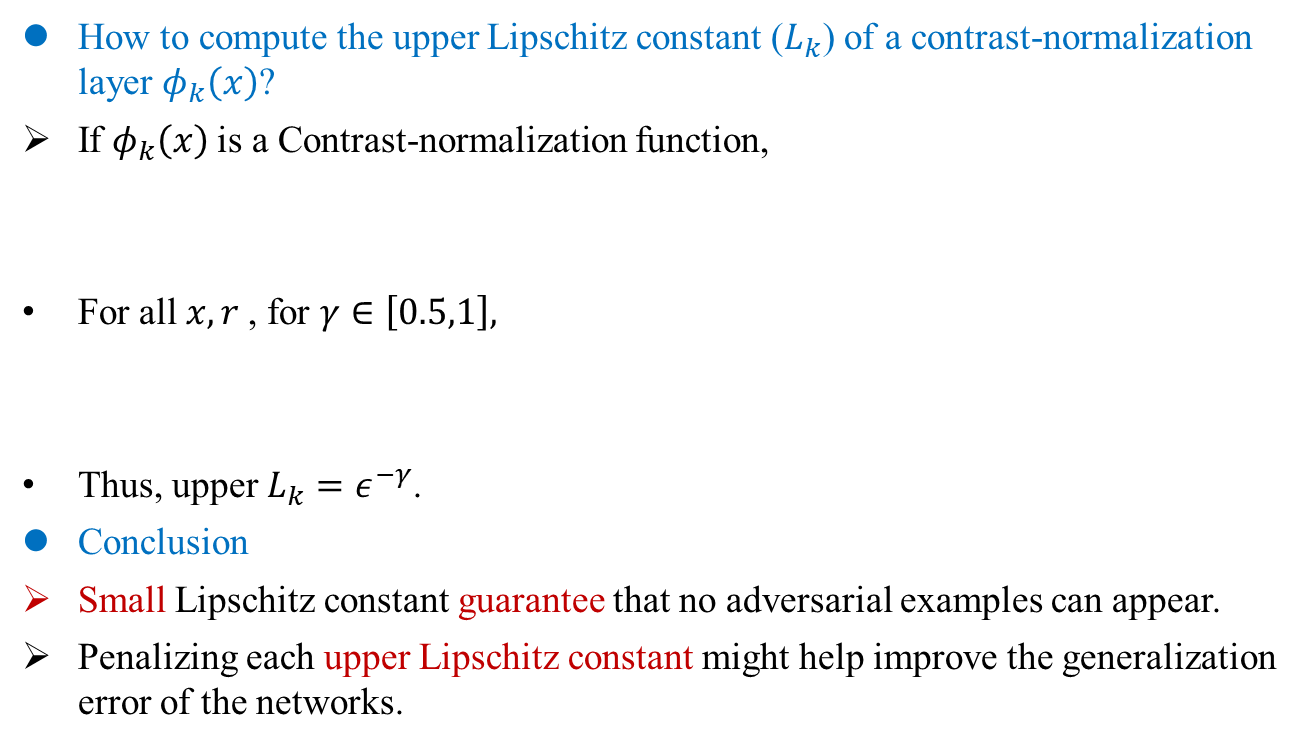 ● How to compute the upper Lipschitz constant (𝐿ₖ) of a contrast-normalization
layer 𝜙ₖ(𝑥)?
➢ If 𝜙ₖ(𝑥) is a Contrast-normalization function,
• For all 𝑥, 𝑟 , for 𝛾 ∈ [0.5,1],
• Thus, upper 𝐿ₖ = 𝜖^{−𝛾}.
● Conclusion
➢ Small Lipschitz constant guarantee that no adversarial examples can appear.
➢ Penalizing each upper Lipschitz constant might help improve the generalization
error of the networks.